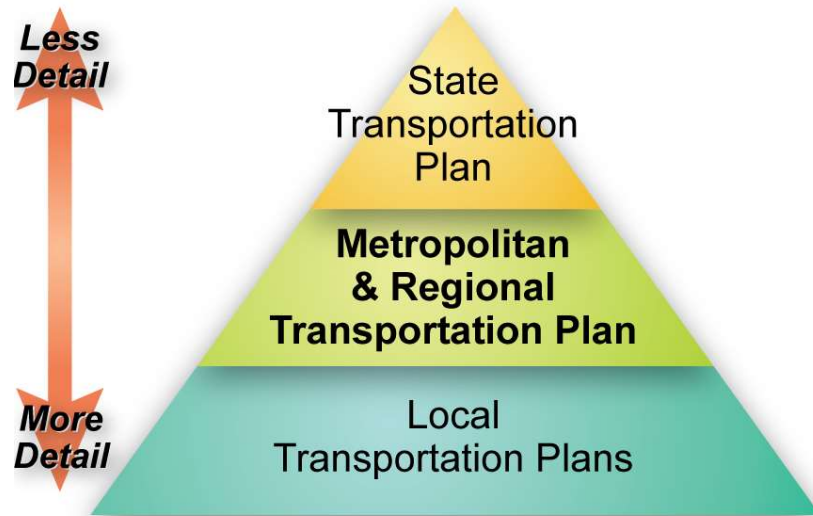 Less
Detail
State
Transportation
Plan
Metropolitan
& Regional
Transportation Plan
More
Detail
Local
Transportation Plans